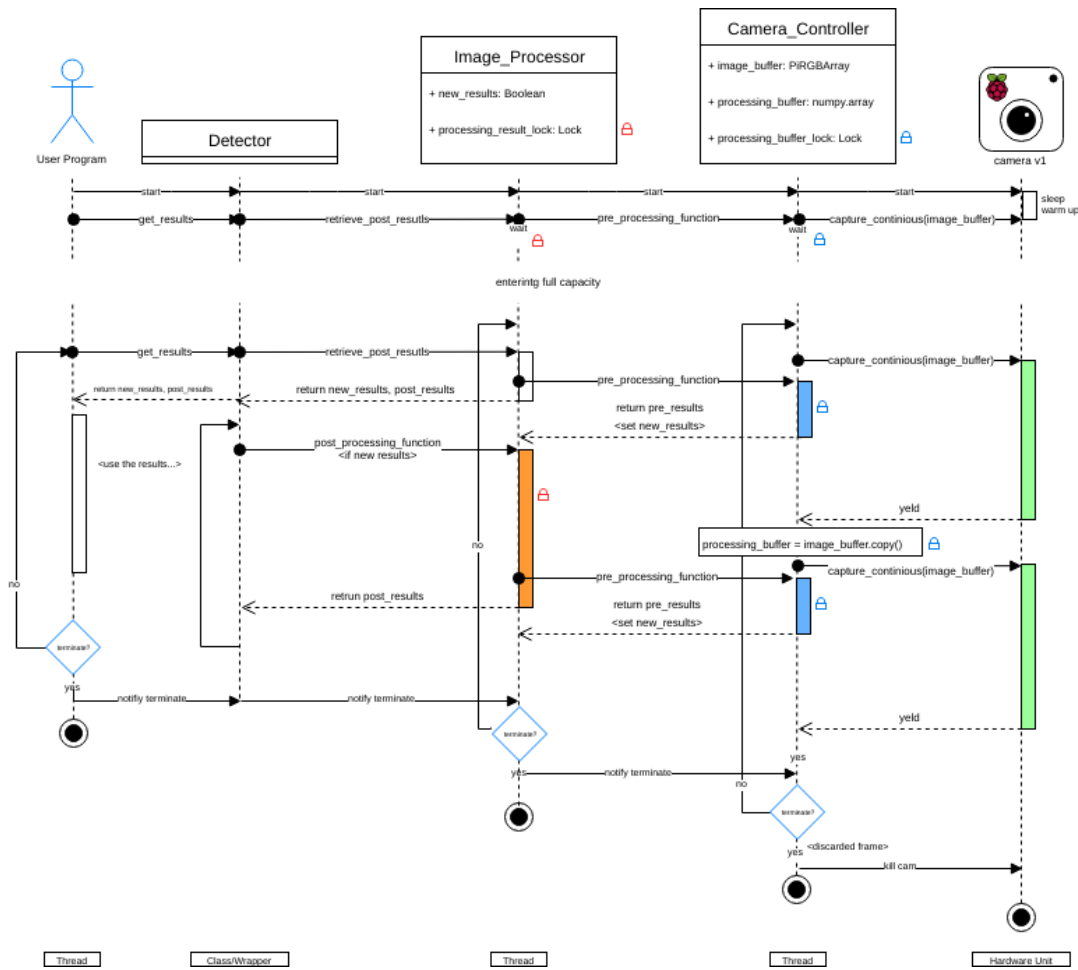 Camera_Controller
+ image_buffer: PiRGBArray
+ processing_buffer: numpy.array
+ processing_buffer_lock: Lock
Image_Processor
+ new_results: Boolean
+ processing_result_lock: Lock
Detector
User Program
camera v1
start
start
start
start
sleep
warm up
get_results
retrieve_post_resutls
wait
pre_processing_function
wait
capture_continious(image_buffer)
enterintg full capacity
get_results
retrieve_post_resutls
capture_continious(image_buffer)
pre_processing_function
return new_results, post_results
return new_results, post_results
return pre_results
<set new_results>
post_processing_function
<if new results>
<use the results...>
yeld
no
processing_buffer = image_buffer.copy()
capture_continious(image_buffer)
pre_processing_function
no
retrun post_results
return pre_results
<set new_results>
terminate?
yes
notifiy terminate
notify terminate
yeld
terminate?
yes
yes
notify terminate
no
terminate?
yes
<discarded frame>
kill cam
Thread
Class/Wrapper
Thread
Thread
Hardware Unit